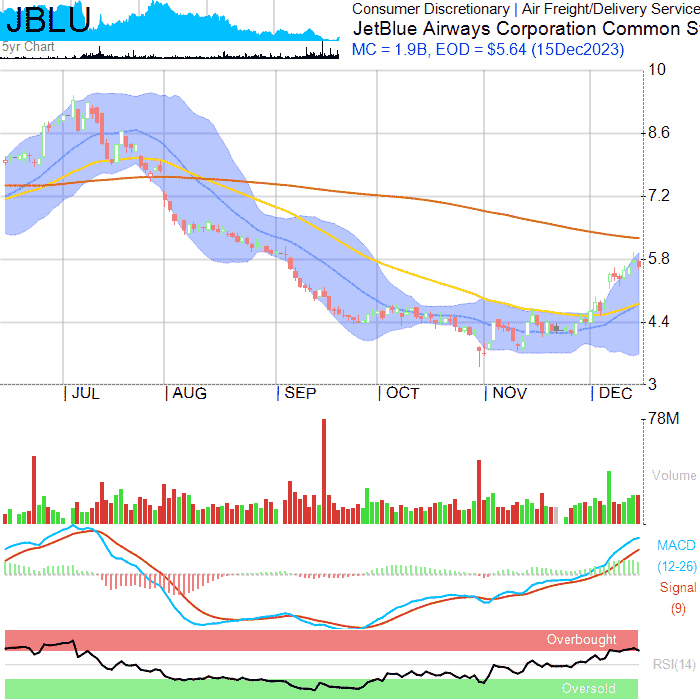 JBLU
5yr Chart
Consumer Discretionary | Air Freight/Delivery Service
JetBlue Airways Corporation Common S
MC = 1.9B, EOD = $5.64 (15Dec2023)
10
8.6
7.2
5.8
4.4
3
JUL AUG SEP OCT NOV DEC
78M
Volume
MACD
(12-26)
Signal
(9)
Overbought
RSI(14)
Oversold